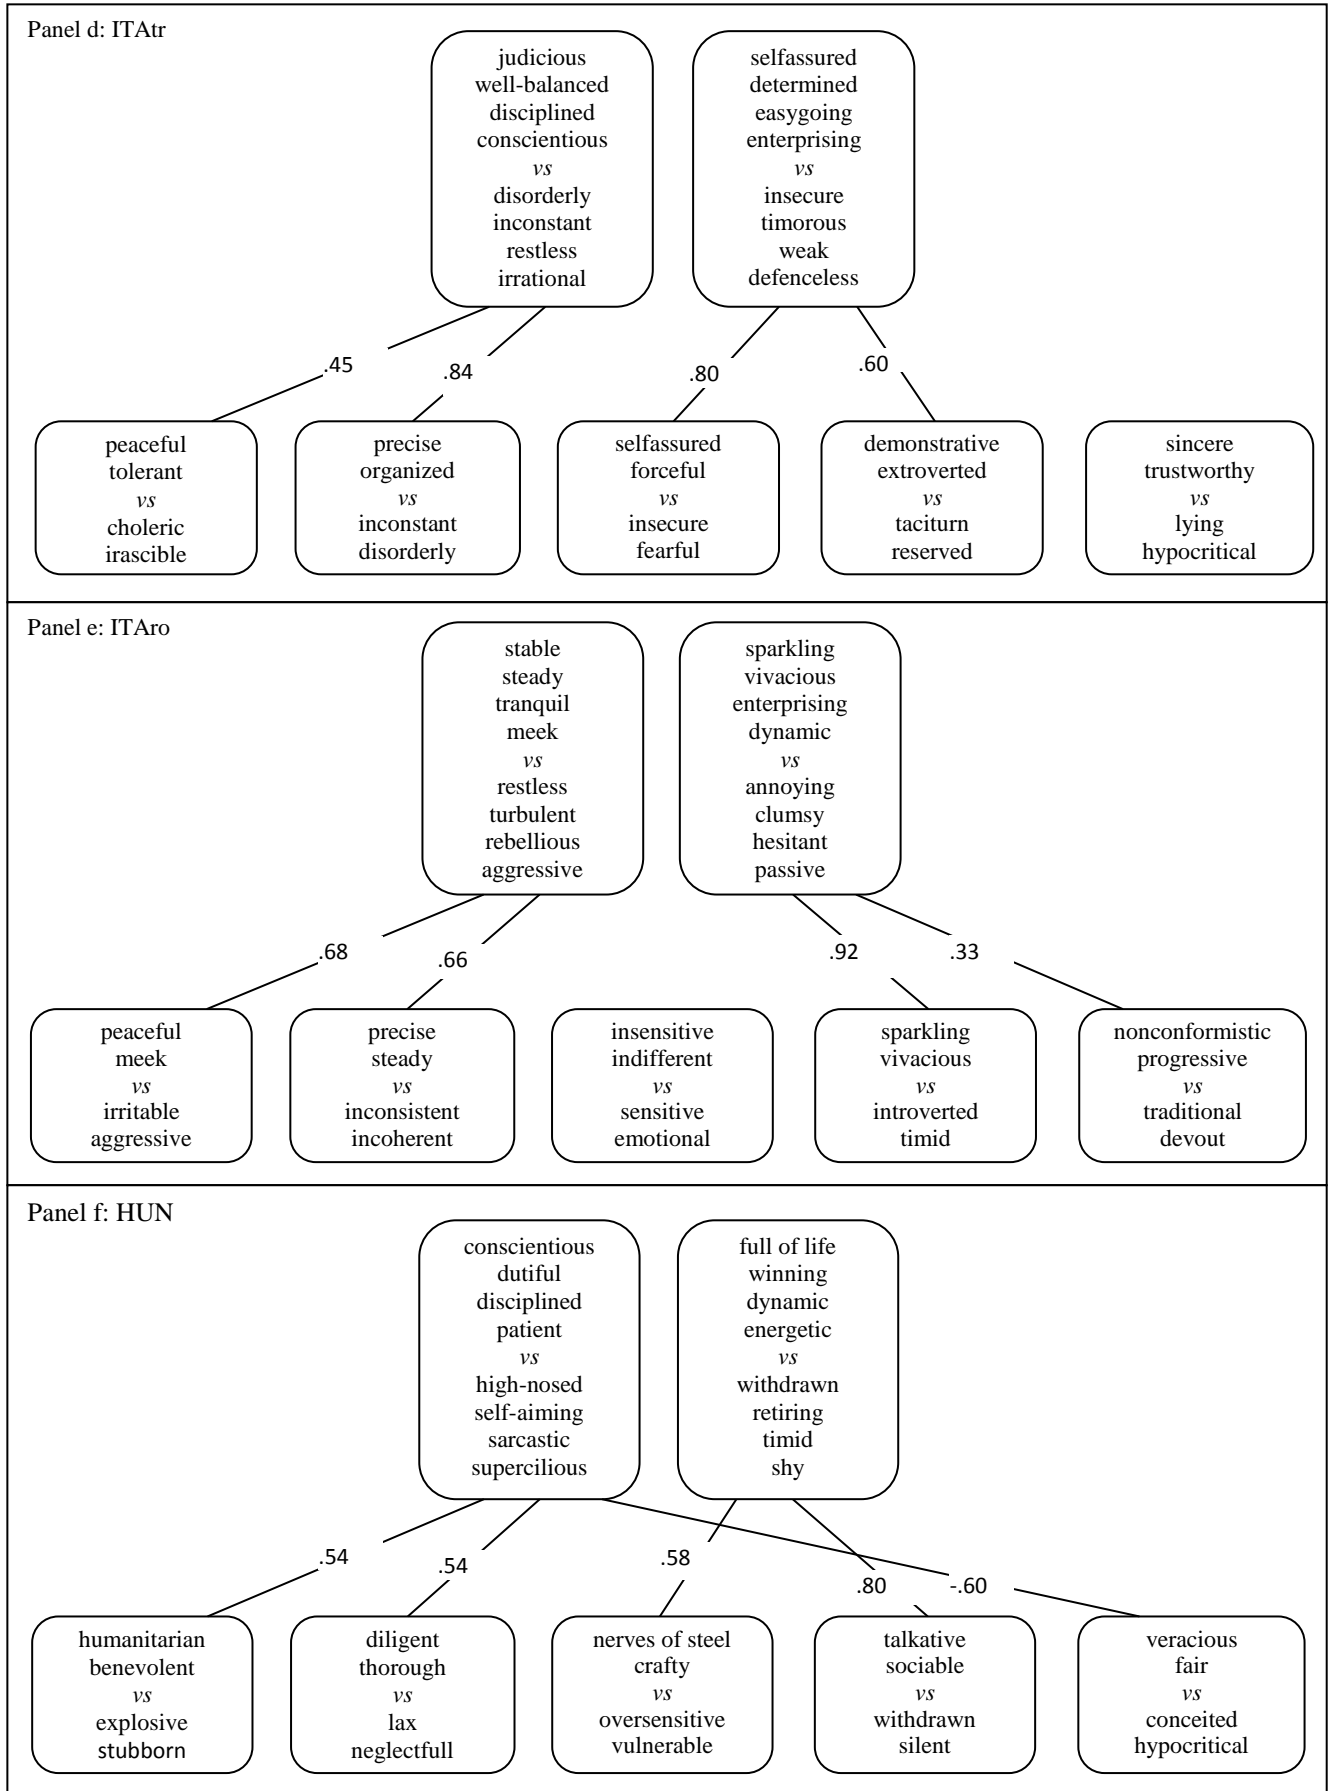 Panel d: ITAtr
judicious
well-balanced
disciplined
conscientious
vs
disorderly
inconstant
restless
irrational
selfassured
determined
easygoing
enterprising
vs
insecure
timorous
weak
defenceless
.45
.84
.80
.60
peaceful
tolerant
vs
choleric
irascible
precise
organized
vs
inconstant
disorderly
selfassured
forceful
vs
insecure
fearful
demonstrative
extroverted
vs
taciturn
reserved
sincere
trustworthy
vs
lying
hypocritical
Panel e: ITAro
stable
steady
tranquil
meek
vs
restless
turbulent
rebellious
aggressive
sparkling
vivacious
enterprising
dynamic
vs
annoying
clumsy
hesitant
passive
.68
.66
.92
.33
peaceful
meek
vs
irritable
aggressive
precise
steady
vs
inconsistent
incoherent
insensitive
indifferent
vs
sensitive
emotional
sparkling
vivacious
vs
introverted
timid
nonconformistic
progressive
vs
traditional
devout
Panel f: HUN
conscientious
dutiful
disciplined
patient
vs
high-nosed
self-aiming
sarcastic
supercilious
full of life
winning
dynamic
energetic
vs
withdrawn
retiring
timid
shy
.54
.54
.58
.80
-.60
humanitarian
benevolent
vs
explosive
stubborn
diligent
thorough
vs
lax
neglectfull
nerves of steel
crafty
vs
oversensitive
vulnerable
talkative
sociable
vs
withdrawn
silent
veracious
fair
vs
conceited
hypocritical